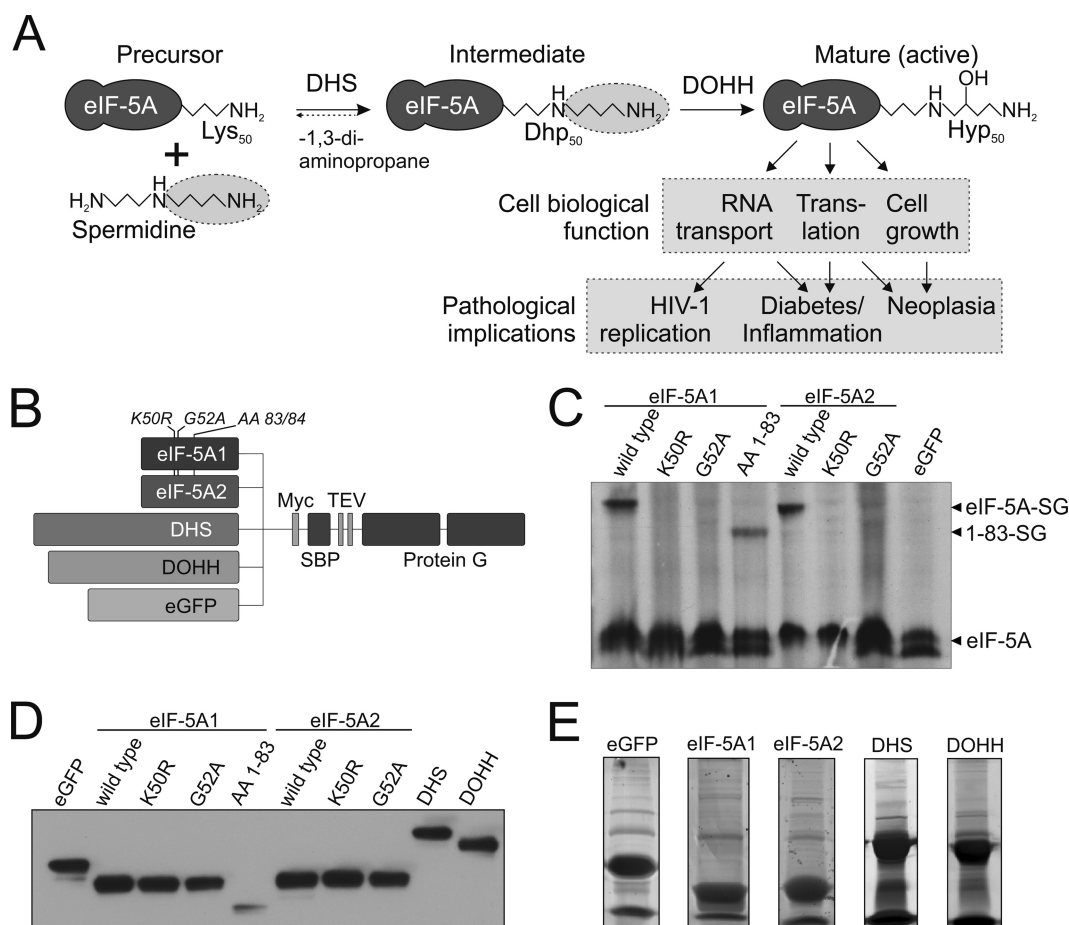 A
Precursor
Intermediate
Mature (active)
eIF-5A
NH2
Lys50
+
H2N
H
N
NH2
Spermidine
DHS
-1,3-di-
aminopropane
eIF-5A
H
N
NH2
Dhp50
DOHH
eIF-5A
H
N
OH
NH2
Hyp50
Cell biological
function
RNA
transport
Trans-
lation
Cell
growth
Pathological
implications
HIV-1
replication
Diabetes/
Inflammation
Neoplasia
B
K50R G52A AA 83/84
eIF-5A1
eIF-5A2
DHS
DOHH
eGFP
Myc TEV
SBP Protein G
C
eIF-5A1 eIF-5A2
wild type K50R G52A AA 1-83 wild type K50R G52A eGFP
eIF-5A-SG
1-83-SG
eIF-5A
D
eIF-5A1 eIF-5A2
eGFP wild type K50R G52A AA 1-83 wild type K50R G52A DHS DOHH
E
eGFP eIF-5A1 eIF-5A2 DHS DOHH